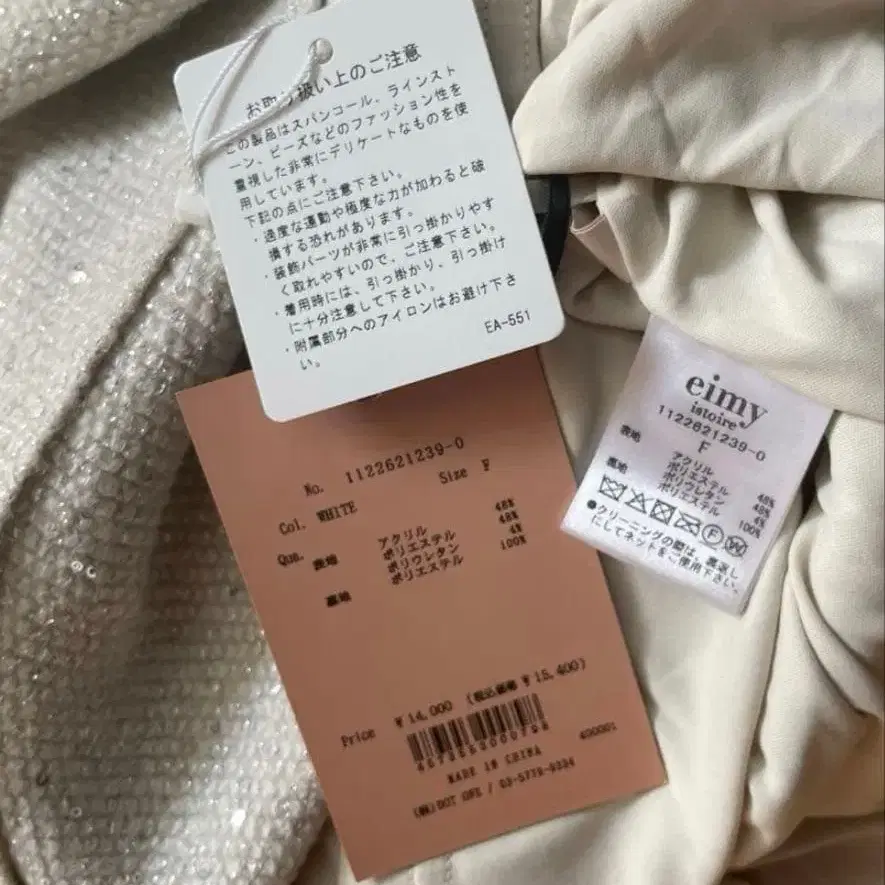 お取り扱い上のご注意
この製品はスパンコール、ラインスト
ーン、ビーズなどのファッション性を
重視した非常にデリケートなものを使
用しています。
下記の点にご注意下さい。
・過度な運動や極度な力が加わると破
損する恐れがあります。
・装飾パーツが非常に引っ掛かりやす
く取れやすいので、ご注意下さい。
・着用時には、引っ掛かり、引っ掛け
に十分注意して下さい。
・附属部分へのアイロンはお避け下さ
い。
EA-551
No. 1122621239-0
Size F
Col. WHITE
Qua. 表地 アクリル 48%
ポリエステル 48%
ポリウレタン 4%
裏地 ポリエステル 100%
Price ¥14,000 (税込価格 ¥15,400)
400001
MADE IN CHINA
(株)DOT ONE / 03-5778-9324
eimy
istoire
1122621239-0
F
表地 アクリル 48%
ポリエステル 48%
ポリウレタン 4%
裏地 ポリエステル 100%
F W
●クリーニングの際は、裏返し
にしてネットをご使用下さい。